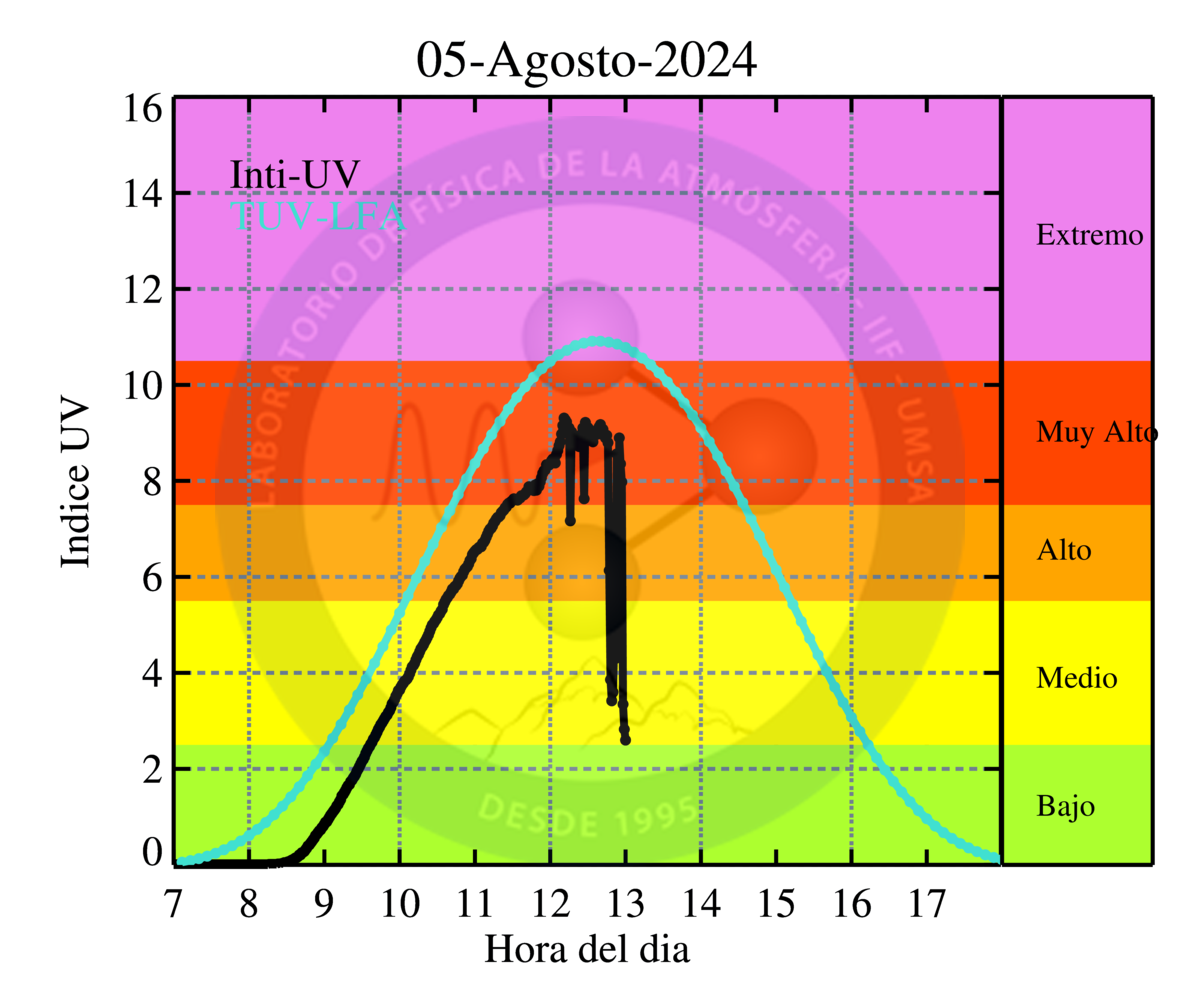 05-Agosto-2024
Inti-UV
TUV-LFA
LABORATORIO DE FÍSICA DE LA ATMÓSFERA - IIF - UMSA
DESDE 1995
Indice UV
16
14
12
10
8
6
4
2
0
Extremo
Muy Alto
Alto
Medio
Bajo
7 8 9 10 11 12 13 14 15 16 17
Hora del dia